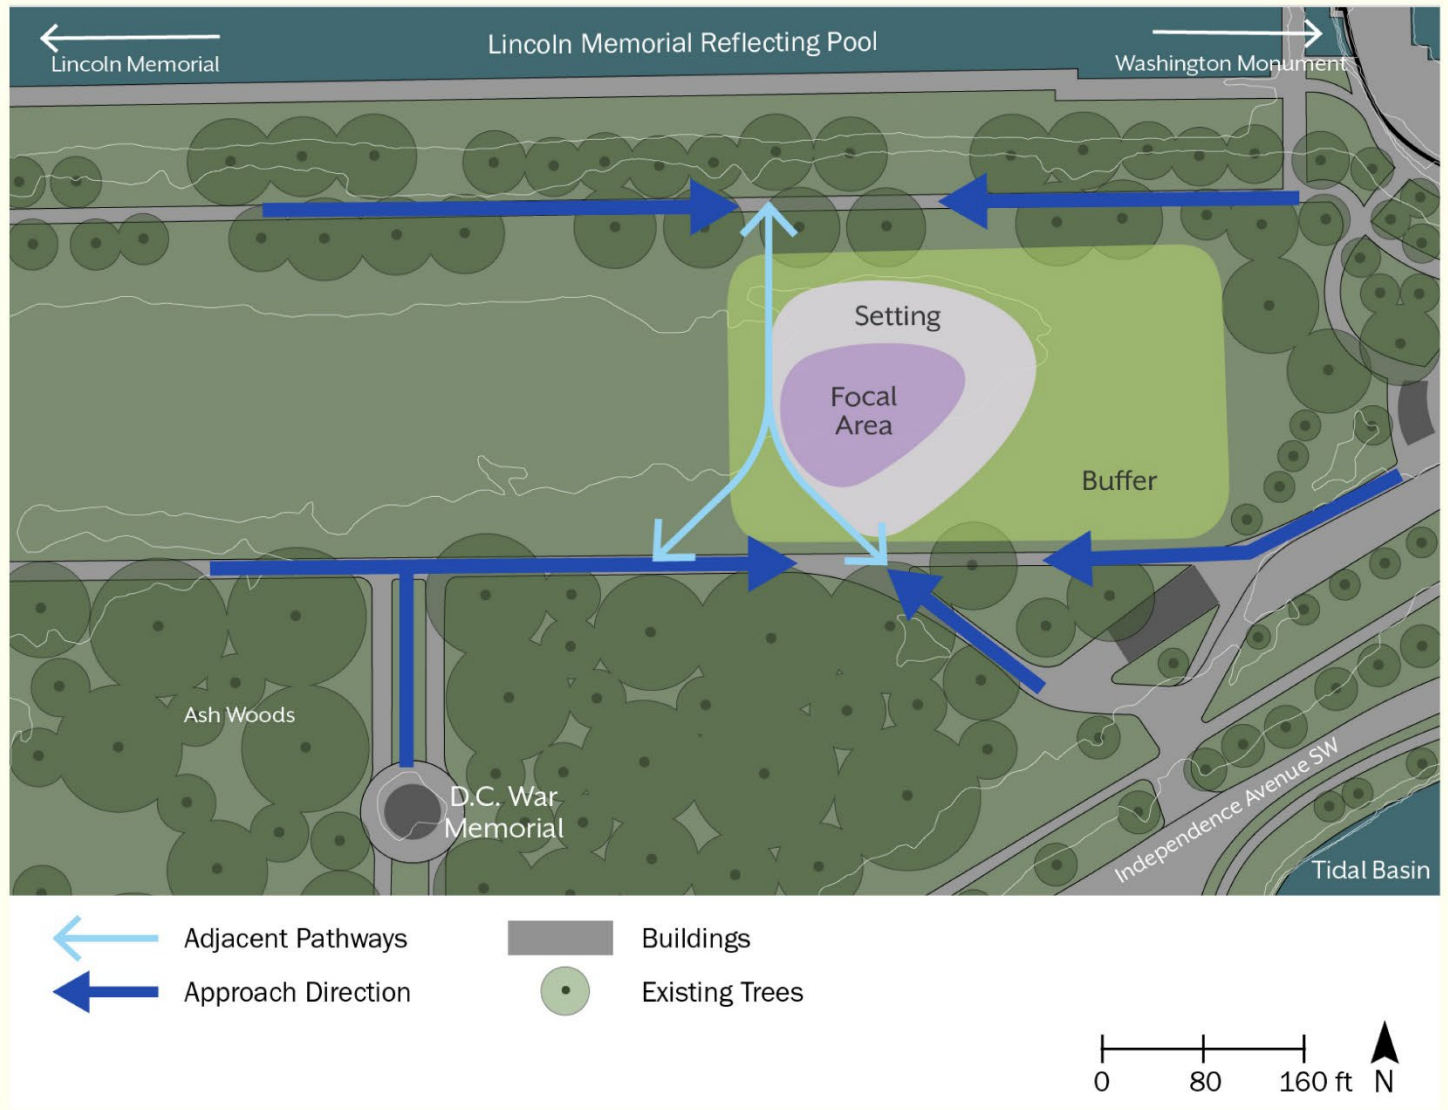 Lincoln Memorial Reflecting Pool
Lincoln Memorial
Washington Monument
Setting
Focal
Area
Buffer
Ash Woods
D.C. War
Memorial
Independence Avenue SW
Tidal Basin
Adjacent Pathways
Buildings
Approach Direction
Existing Trees
0 80 160 ft N